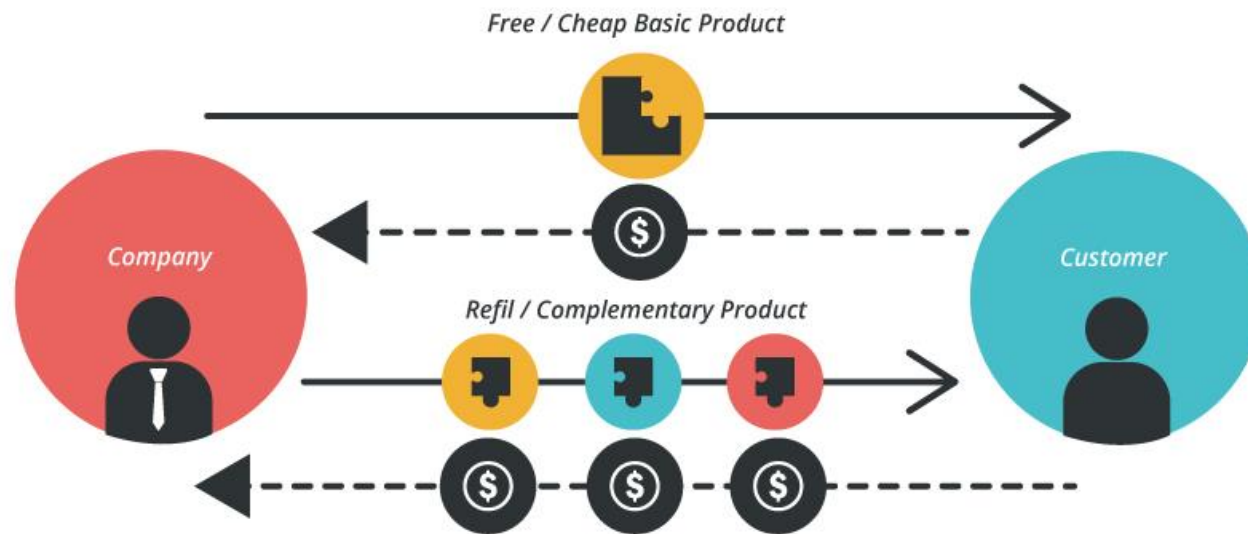 Free / Cheap Basic Product
$
Company
Customer
Refil / Complementary Product
$ $ $